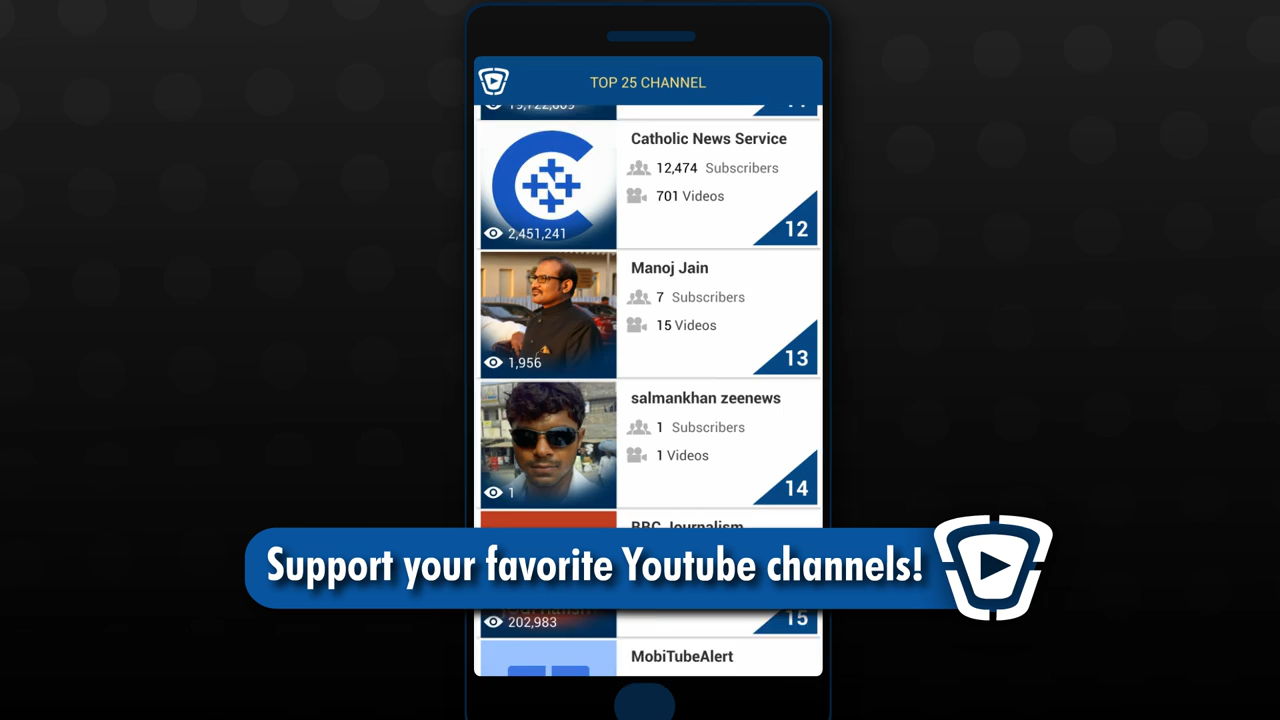 TOP 25 CHANNEL
Catholic News Service
12,474 Subscribers
701 Videos
2,451,241
12
Manoj Jain
7 Subscribers
15 Videos
1,956
13
salmankhan zeenews
1 Subscribers
1 Videos
1
14
BBC Journalism
Support your favorite Youtube channels!
202,983
15
MobiTubeAlert